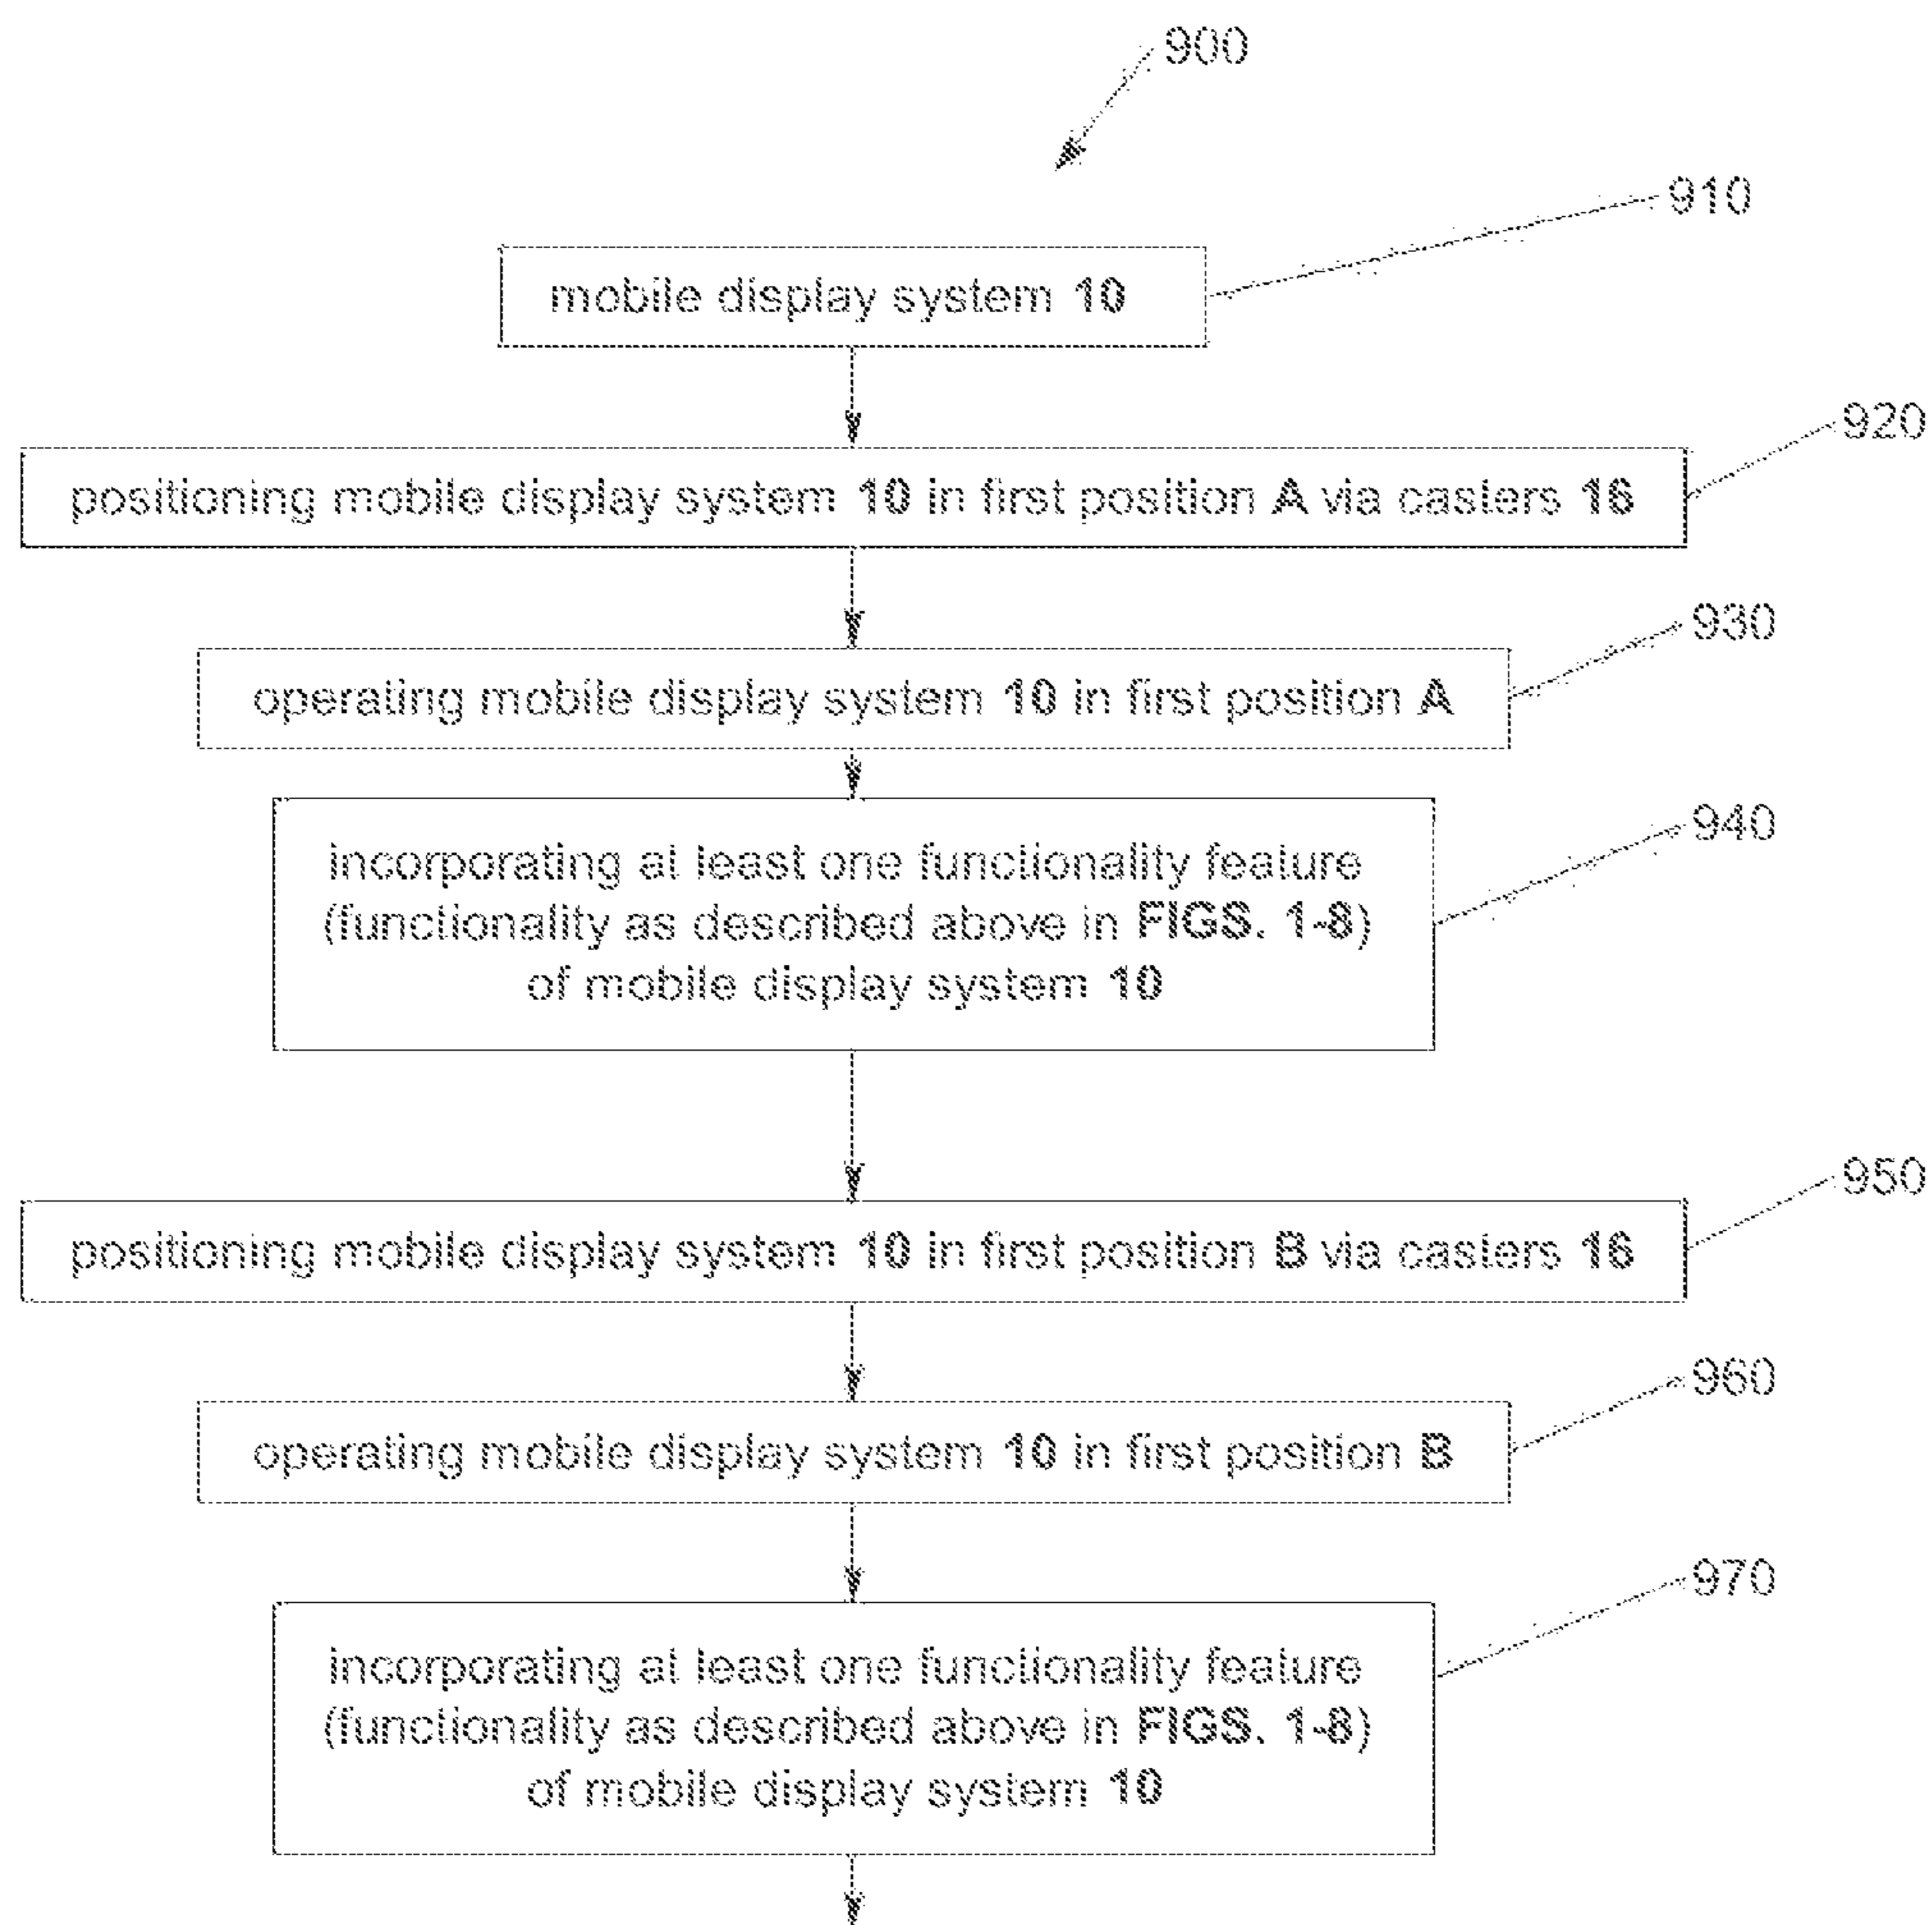 900
910
mobile display system 10
920
positioning mobile display system 10 in first position A via casters 16
930
operating mobile display system 10 in first position A
940
incorporating at least one functionality feature
(functionality as described above in FIGS. 1-8)
of mobile display system 10
950
positioning mobile display system 10 in first position B via casters 16
960
operating mobile display system 10 in first position B
970
incorporating at least one functionality feature
(functionality as described above in FIGS. 1-8)
of mobile display system 10